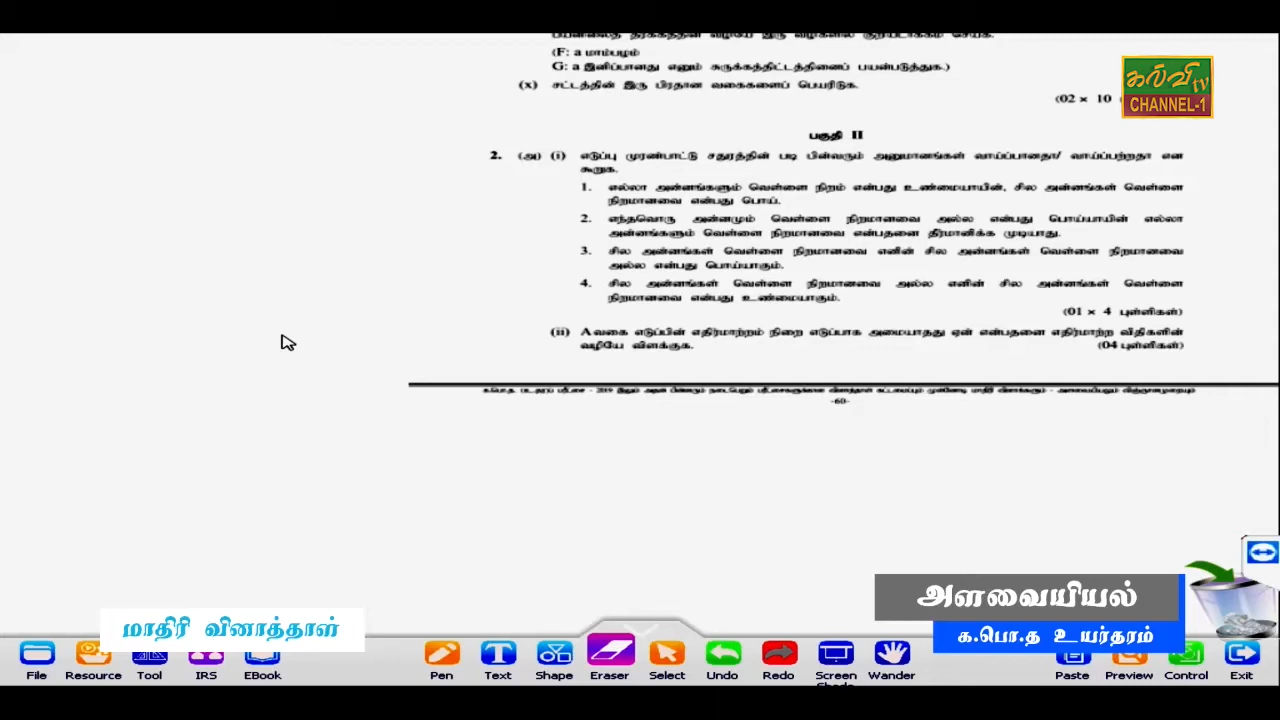 (F: a மாம்பழம்
G: a இனிப்பானது எனும் சுருக்கத்திட்டத்தினைப் பயன்படுத்துக.)
(x) சட்டத்தின் இரு பிரதான வகைகளைப் பெயரிடுக.
(02 × 10
கல்வி TV
CHANNEL-1
பகுதி II
2. (அ) (i) எடுப்பு முரண்பாட்டு சதுரத்தின் படி பின்வரும் அனுமானங்கள் வாய்ப்பானதா/ வாய்ப்பற்றதா என
கூறுக.
1. எல்லா அன்னங்களும் வெள்ளை நிறம் என்பது உண்மையாயின், சில அன்னங்கள் வெள்ளை
நிறமானவை என்பது பொய்.
2. எந்தவொரு அன்னமும் வெள்ளை நிறமானவை அல்ல என்பது பொய்யாயின் எல்லா
அன்னங்களும் வெள்ளை நிறமானவை என்பதனை தீர்மானிக்க முடியாது.
3. சில அன்னங்கள் வெள்ளை நிறமானவை எனின் சில அன்னங்கள் வெள்ளை நிறமானவை
அல்ல என்பது பொய்யாகும்.
4. சில அன்னங்கள் வெள்ளை நிறமானவை அல்ல எனின் சில அன்னங்கள் வெள்ளை
நிறமானவை என்பது உண்மையாகும்.
(01 × 4 புள்ளிகள்)
(ii) A வகை எடுப்பின் எதிர்மாற்றம் நிறை எடுப்பாக அமையாதது ஏன் என்பதனை எதிர்மாற்ற விதிகளின்
வழியே விளக்குக. (04 புள்ளிகள்)
-60-
அளவையியல்
க.பொ.த உயர்தரம்
மாதிரி வினாத்தாள்
File Resource Tool IRS EBook Pen Text Shape Eraser Select Undo Redo Screen Wander Paste Preview Control Exit